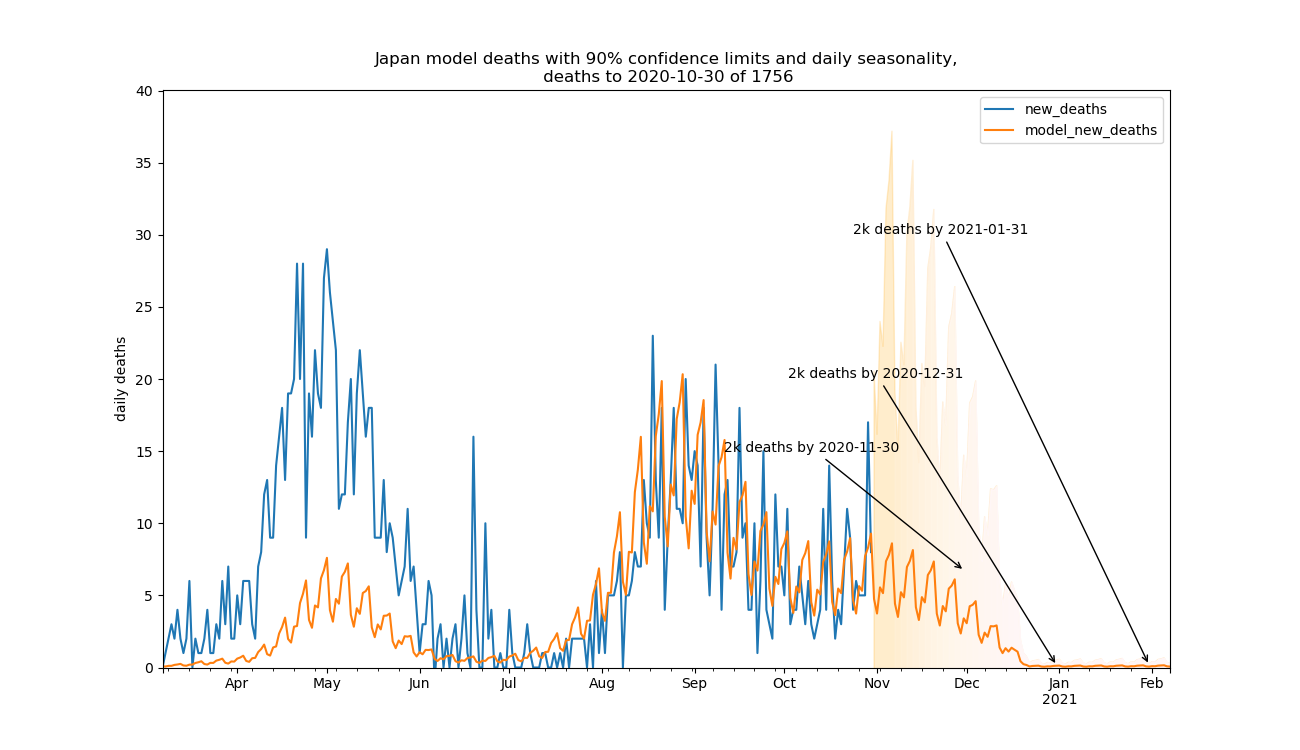 Japan model deaths with 90% confidence limits and daily seasonality,
deaths to 2020-10-30 of 1756
daily deaths
40
35
30
25
20
15
10
5
0
new_deaths
model_new_deaths
2k deaths by 2021-01-31
2k deaths by 2020-12-31
2k deaths by 2020-11-30
Apr May Jun Jul Aug Sep Oct Nov Dec Jan Feb
2021